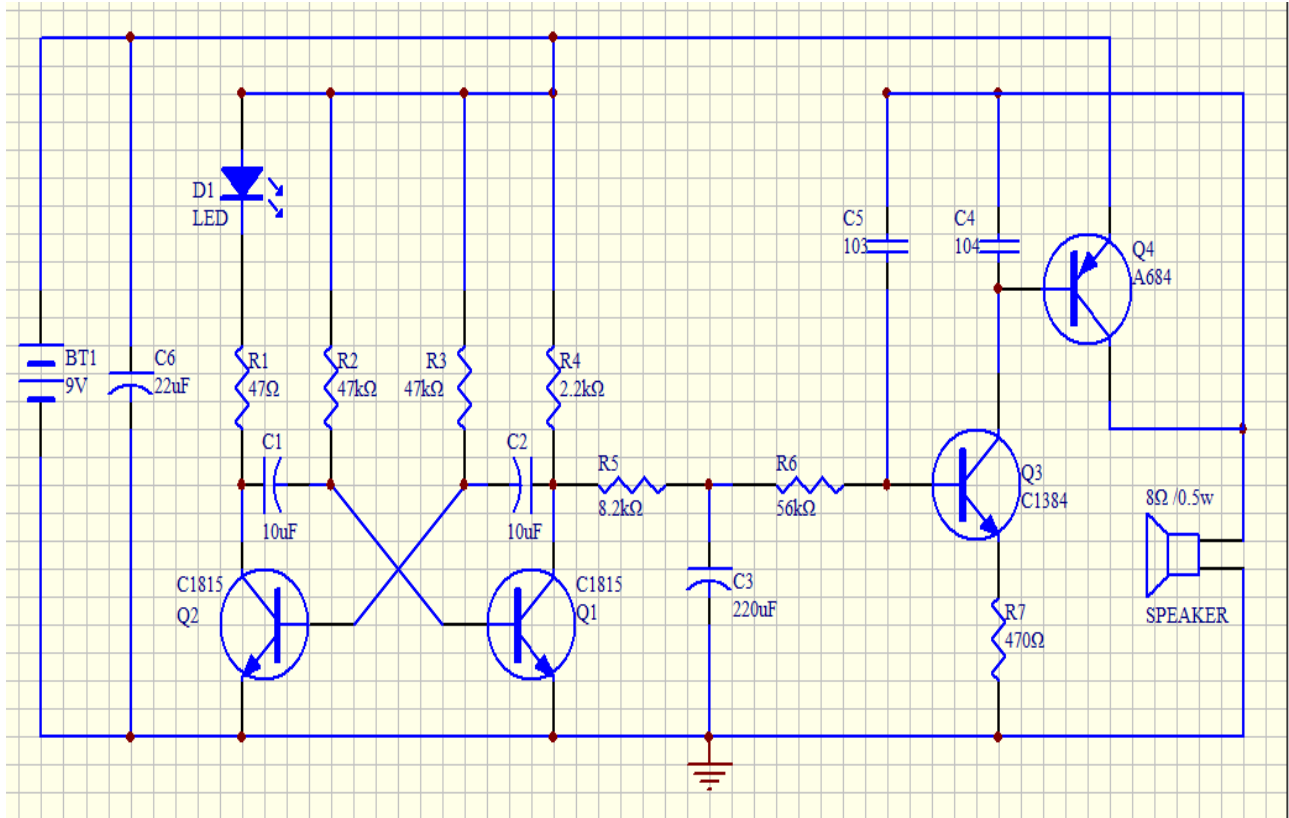 D1
LED
C5
103
C4
104
Q4
A684
BT1
9V
C6
22uF
R1
47Ω
R2
47kΩ
R3
47kΩ
R4
2.2kΩ
C1
10uF
C2
10uF
R5
8.2kΩ
R6
56kΩ
Q3
C1384
8Ω /0.5w
SPEAKER
C1815
Q2
C1815
Q1
C3
220uF
R7
470Ω